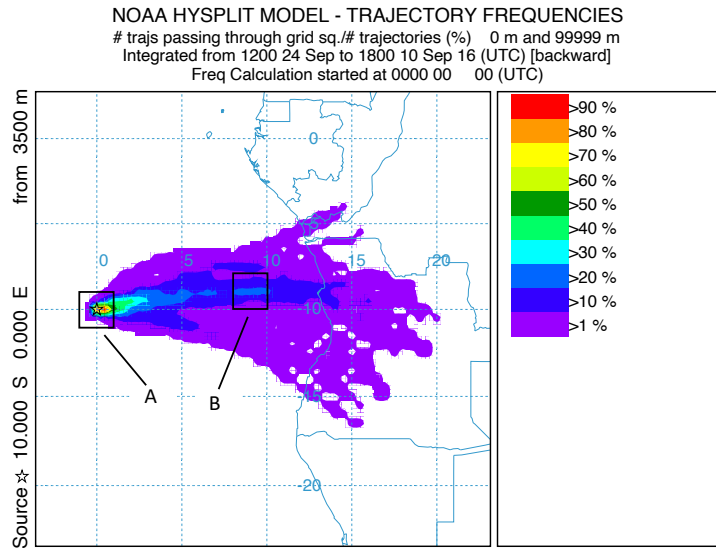 NOAA HYSPLIT MODEL - TRAJECTORY FREQUENCIES
# trajs passing through grid sq./# trajectories (%) 0 m and 99999 m
Integrated from 1200 24 Sep to 1800 10 Sep 16 (UTC) [backward]
Freq Calculation started at 0000 00 00 (UTC)
Source ☆ 10.000 S 0.000 E from 3500 m
0
0
5
10
15
20
-10
-15
-20
A
B
>90 %
>80 %
>70 %
>60 %
>50 %
>40 %
>30 %
>20 %
>10 %
>1 %